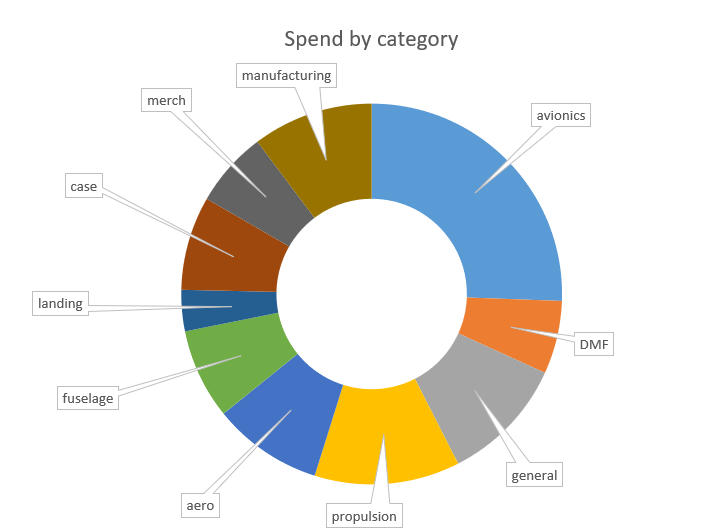 Spend by category
manufacturing
merch
avionics
case
landing
DMF
fuselage
general
aero
propulsion